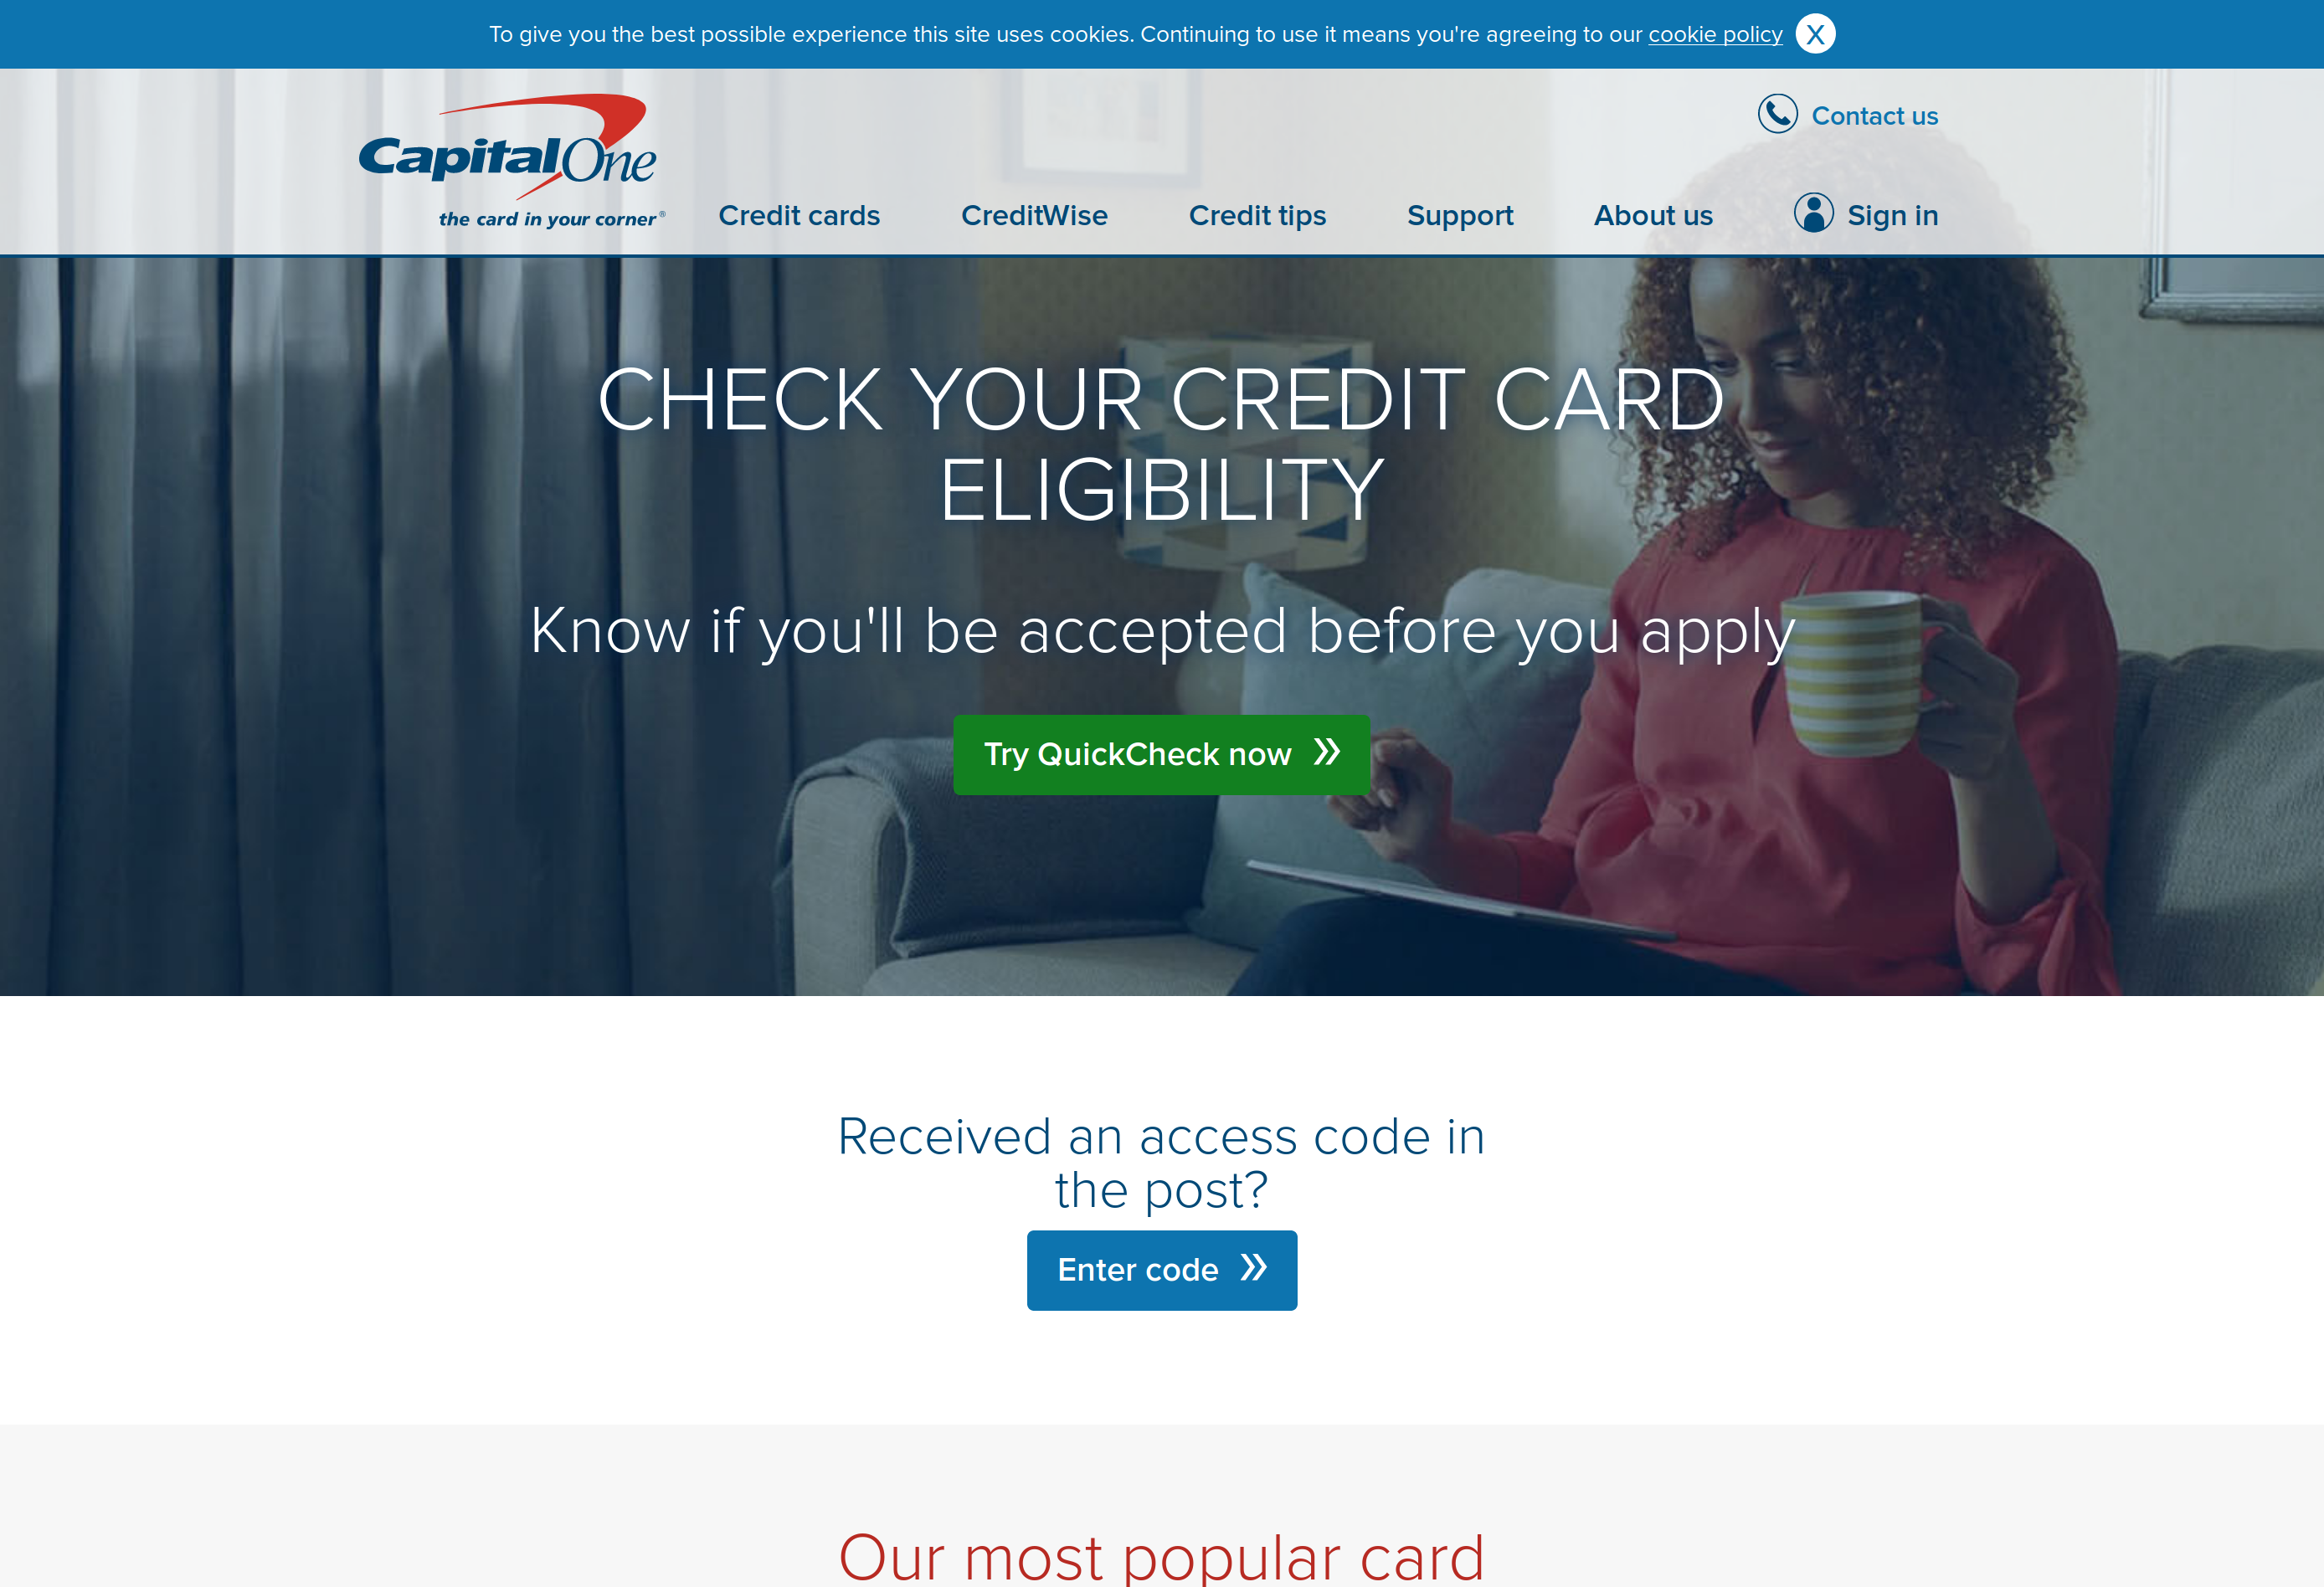 To give you the best possible experience this site uses cookies. Continuing to use it means you're agreeing to our cookie policy X
Capital One
the card in your corner®
Contact us
Credit cards CreditWise Credit tips Support About us Sign in
CHECK YOUR CREDIT CARD
ELIGIBILITY
Know if you'll be accepted before you apply
Try QuickCheck now »
Received an access code in
the post?
Enter code »
Our most popular card